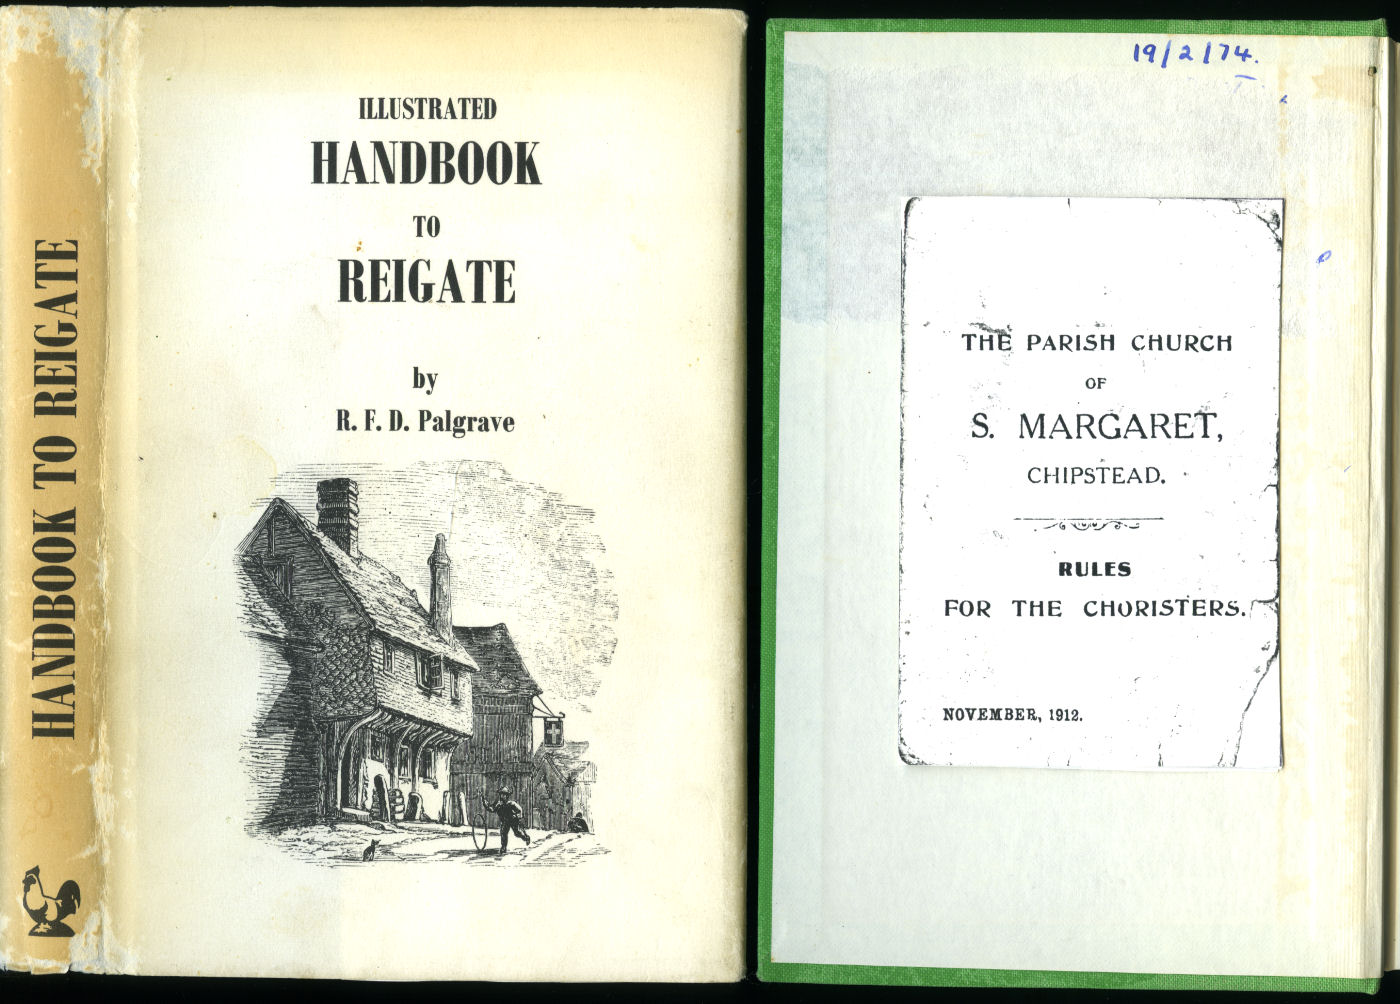 HANDBOOK TO REIGATE
ILLUSTRATED
HANDBOOK
TO
REIGATE
by
R. F. D. Palgrave
19/2/74.
THE PARISH CHURCH
OF
S. MARGARET,
CHIPSTEAD.
RULES
FOR THE CHORISTERS.
NOVEMBER, 1912.